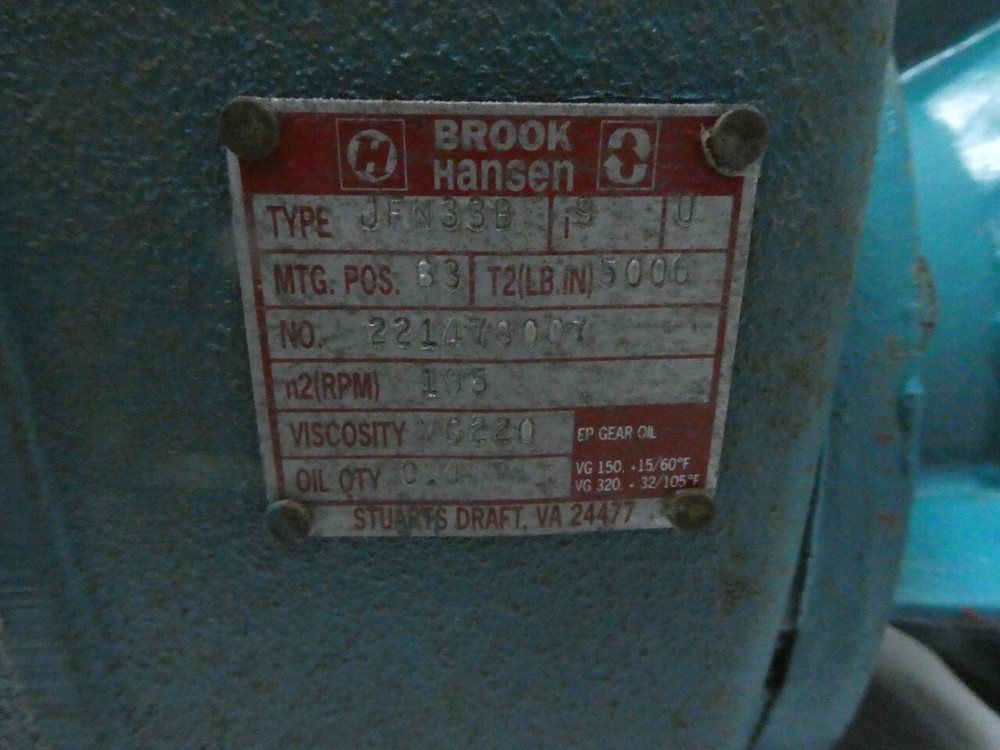 H BROOK
Hansen
TYPE JFN33B i 9 U
MTG. POS. B3 T2(LB.IN) 5000
NO.
n2(RPM) 195
VISCOSITY VG220
EP GEAR OIL
VG 150, +15/60°F
VG 320, + 32/105°F
OIL QTY
STUARTS DRAFT, VA 24477